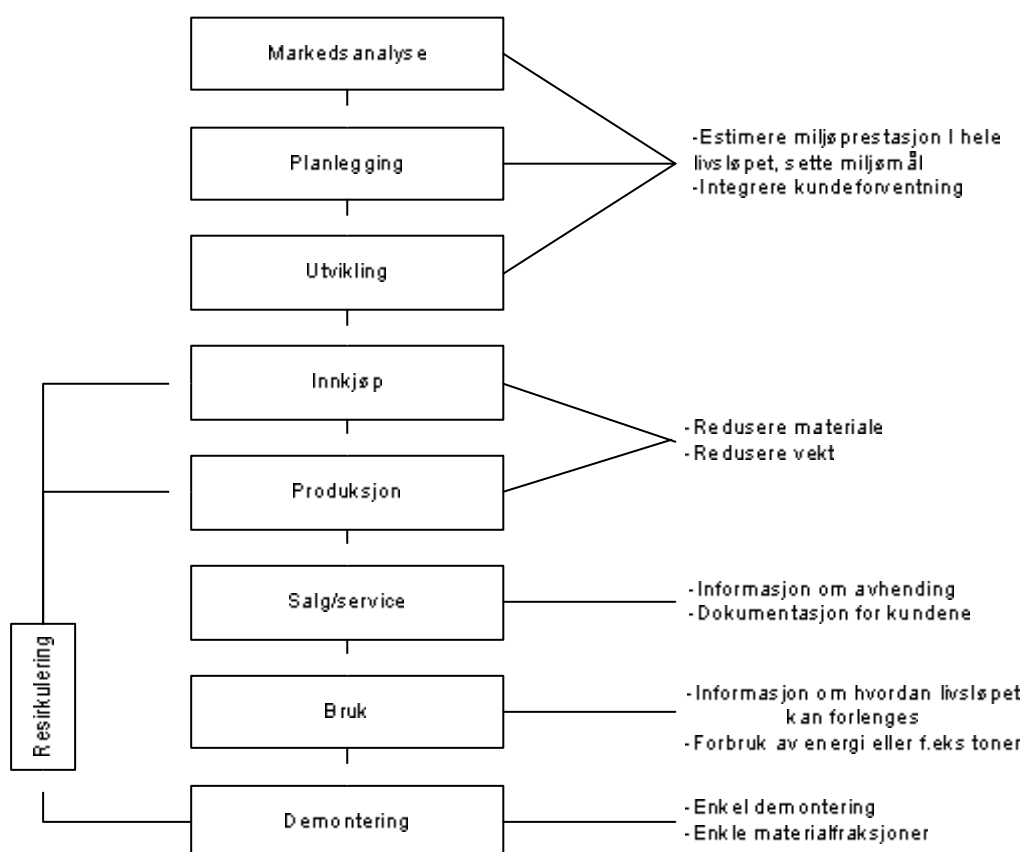 Markedsanalyse
Planlegging
Utvikling
-Estimere miljøprestasjon I hele
livsløpet, sette miljømål
-Integrere kundeforventning
Innkjøp
Produksjon
-Redusere materiale
-Redusere vekt
Salg/service
-Informasjon om avhending
-Dokumentasjon for kundene
Resirkulering
Bruk
-Informasjon om hvordan livsløpet
kan forlenges
-Forbruk av energi eller f.eks toner
Demontering
-Enkel demontering
-Enkle materialfraksjoner